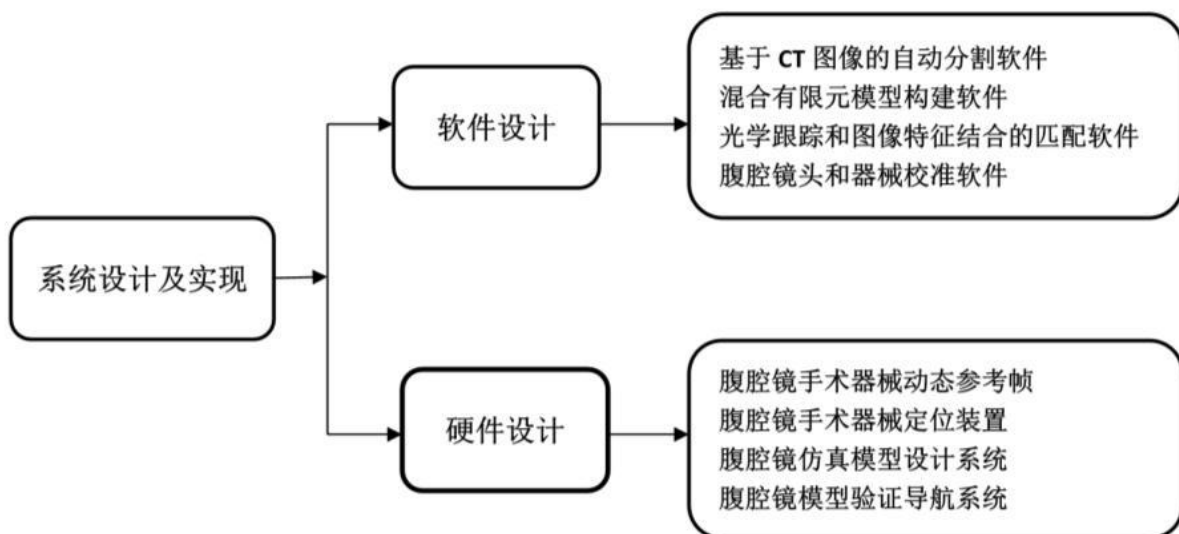 系统设计及实现
软件设计
基于 CT 图像的自动分割软件
混合有限元模型构建软件
光学跟踪和图像特征结合的匹配软件
腹腔镜头和器械校准软件
硬件设计
腹腔镜手术器械动态参考帧
腹腔镜手术器械定位装置
腹腔镜仿真模型设计系统
腹腔镜模型验证导航系统